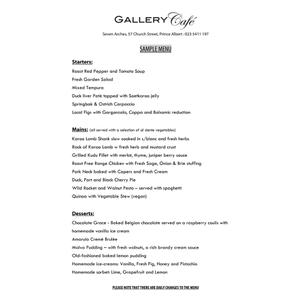 GALLERY Café
Seven Arches, 57 Church Street, Prince Albert : 023 5411 197
SAMPLE MENU
Starters:
Roast Red Pepper and Tomato Soup
Fresh Garden Salad
Mixed Tempura
Duck liver Paté topped with Soetkaroo jelly
Springbok & Ostrich Carpaccio
Local Figs with Gorgonzola, Coppa and Balsamic reduction
Mains: (all served with a selection of al dente vegetables)
Karoo Lamb Shank slow cooked in s/blanc and fresh herbs
Rack of Karoo Lamb w fresh herb and mustard crust
Grilled Kudu Fillet with merlot, thyme, juniper berry sauce
Roast Free Range Chicken with Fresh Sage, Onion & Brie stuffing
Pork Neck baked with Capers and Fresh Cream
Duck, Port and Black Cherry Pie
Wild Rocket and Walnut Pesto – served with spaghetti
Quinoa with Vegetable Stew (vegan)
Desserts:
Chocolate Grace - Baked Belgian chocolate served on a raspberry coulis with
homemade vanilla ice cream
Amarula Cremé Brulée
Malva Pudding – with fresh walnut, a rich brandy cream sauce
Old-fashioned baked lemon pudding
Homemade ice-creams: Vanilla, Fresh Fig, Honey and Pistachio
Homemade sorbet: Lime, Grapefruit and Lemon
PLEASE NOTE THAT THERE ARE DAILY CHANGES TO THE MENU